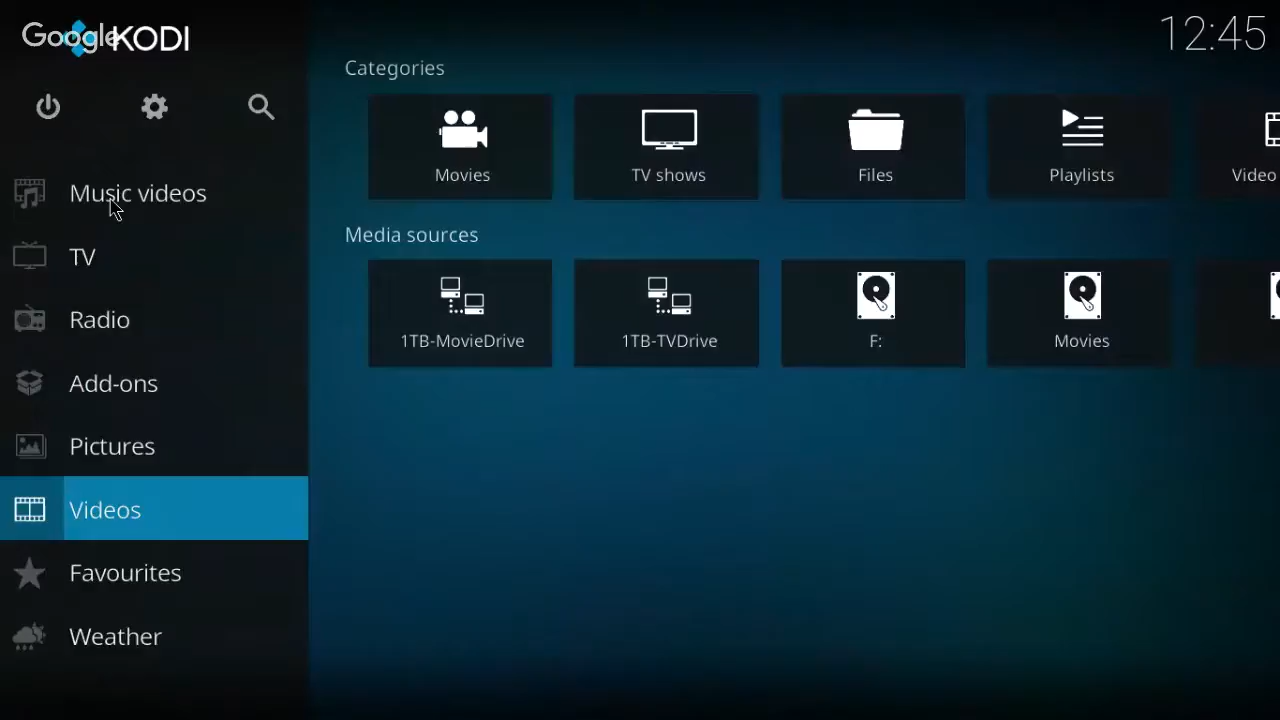 Google
KODI
12:45
Categories
Movies
TV shows
Files
Playlists
Video
Media sources
1TB-MovieDrive
1TB-TVDrive
F:
Movies
Music videos
TV
Radio
Add-ons
Pictures
Videos
Favourites
Weather